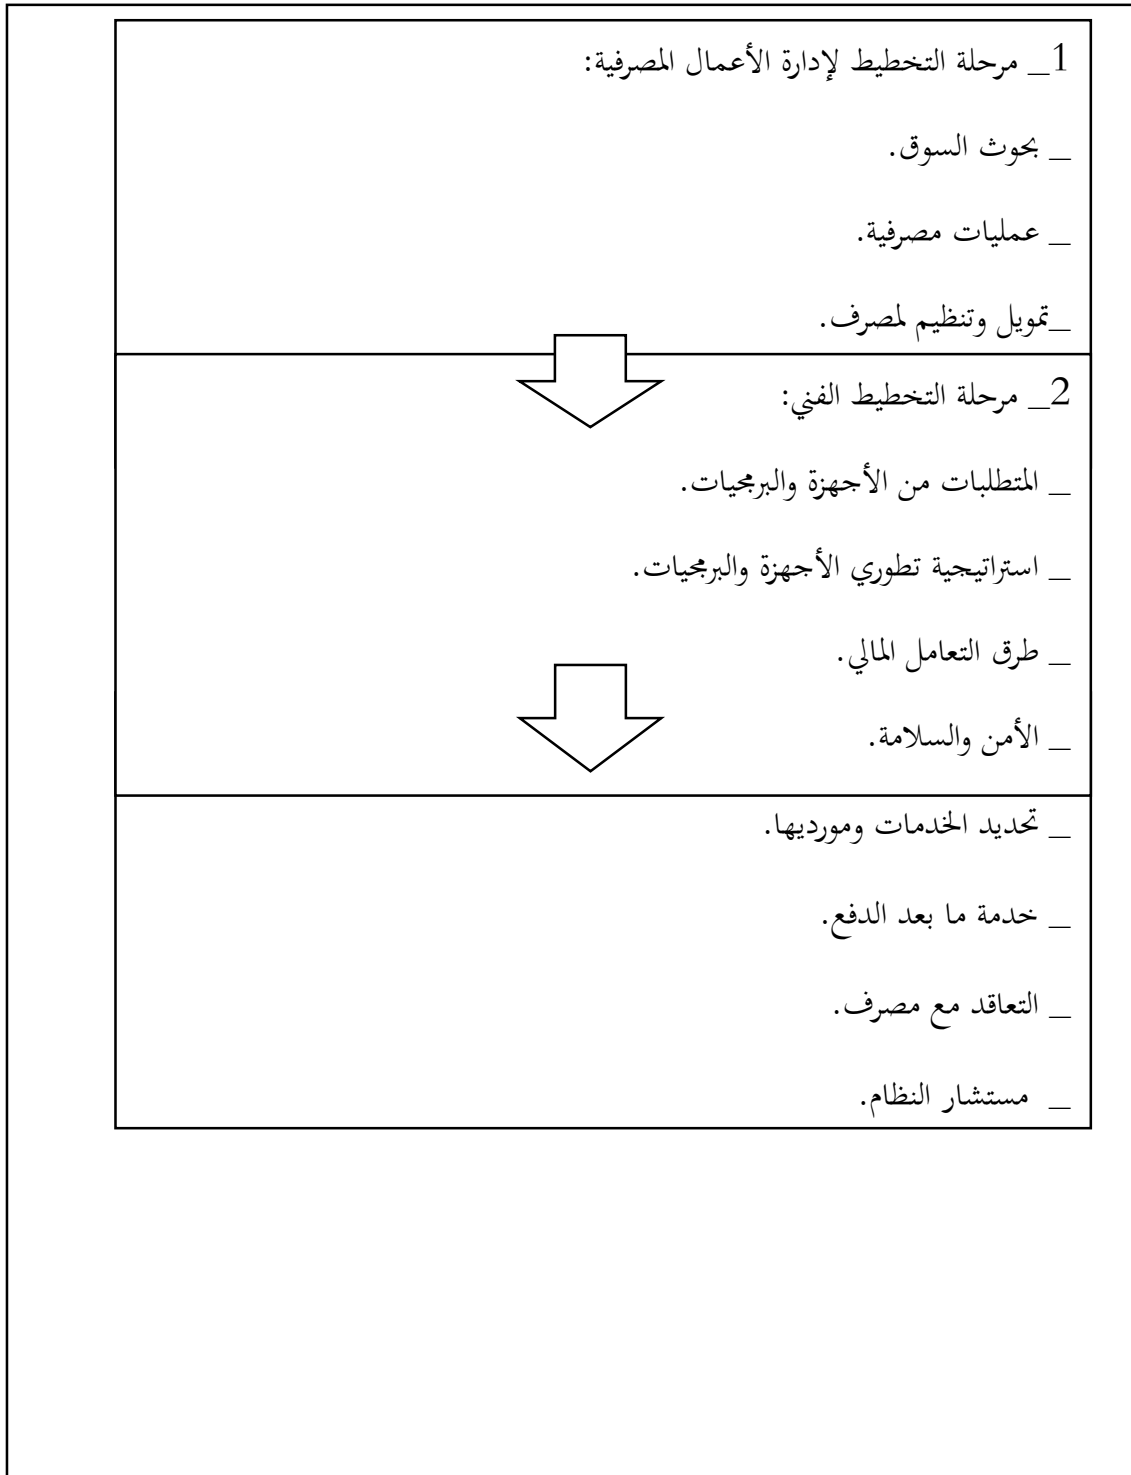 1_ مرحلة التخطيط لإدارة الأعمال المصرفية:
_ بحوث السوق.
_ عمليات مصرفية.
_تمويل وتنظيم لمصرف.
2_ مرحلة التخطيط الفني:
_ المتطلبات من الأجهزة والبرمجيات.
_ استراتيجية تطوري الأجهزة والبرمجيات.
_ طرق التعامل المالي.
_ الأمن والسلامة.
_ تحديد الخدمات ومورديها.
_ خدمة ما بعد الدفع.
_ التعاقد مع مصرف.
_ مستشار النظام.